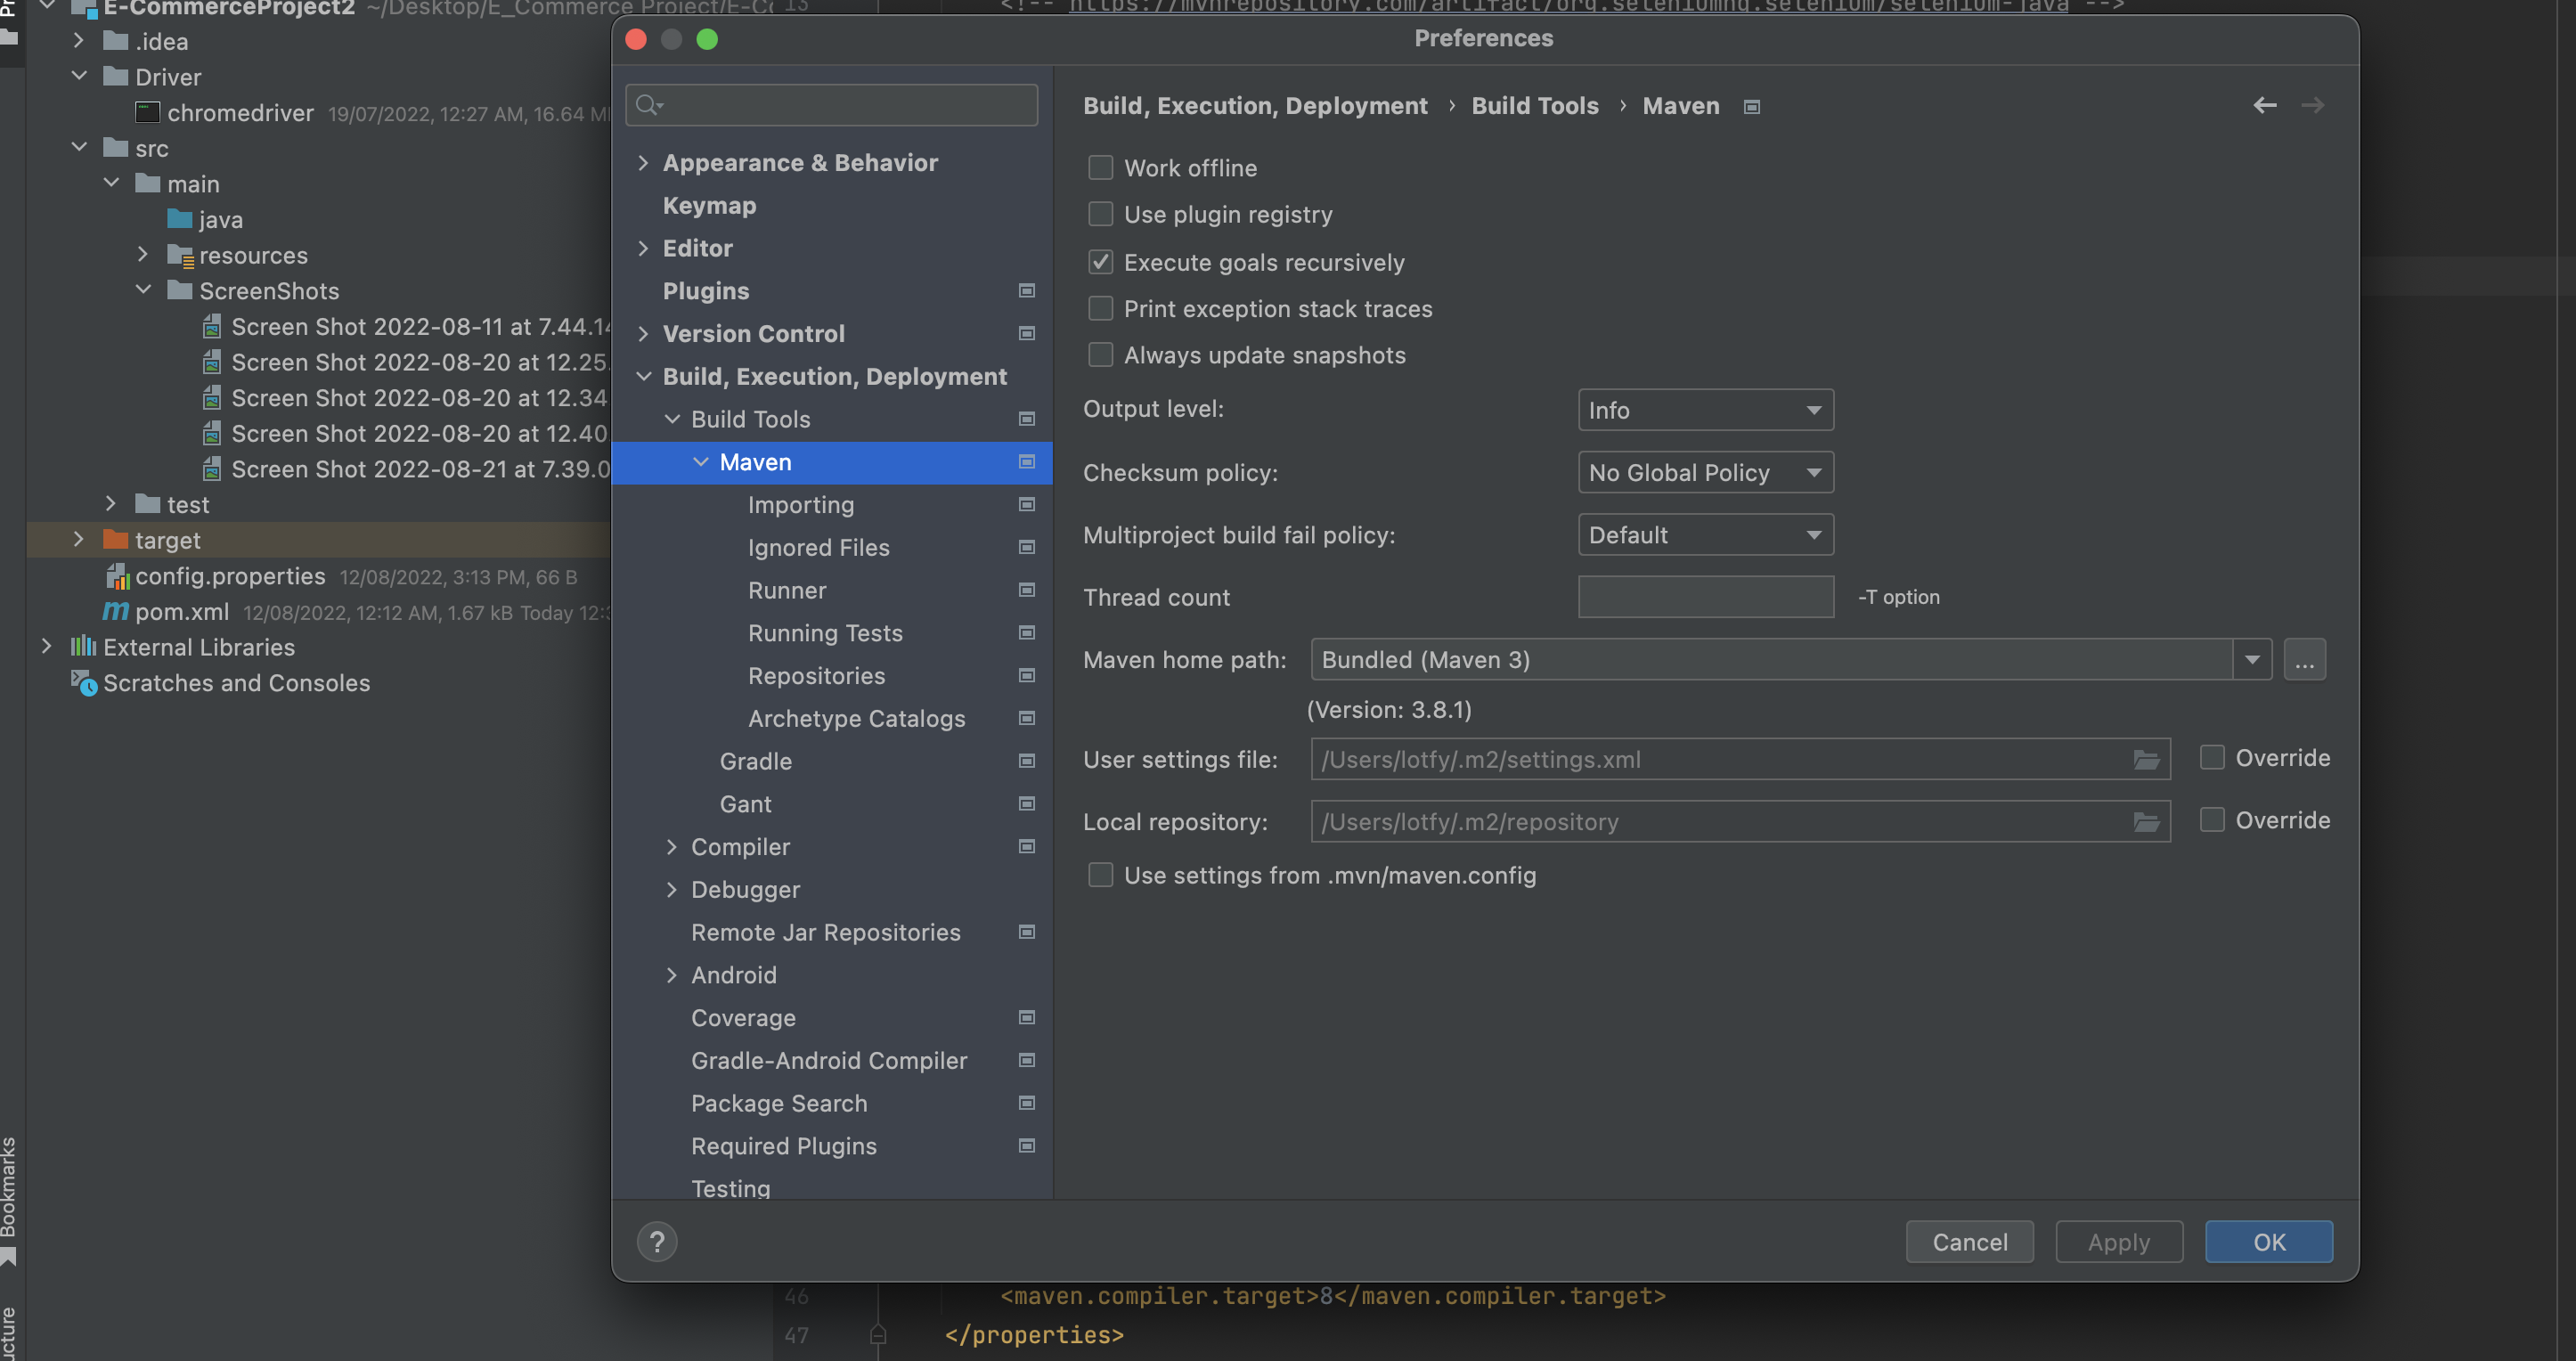 E-CommerceProject2 ~/Desktop/E_Commerce Project/E-Co
.idea
Driver
chromedriver 19/07/2022, 12:27 AM, 16.64 M
src
main
java
resources
ScreenShots
Screen Shot 2022-08-11 at 7.44.14
Screen Shot 2022-08-20 at 12.25.
Screen Shot 2022-08-20 at 12.34
Screen Shot 2022-08-20 at 12.40
Screen Shot 2022-08-21 at 7.39.0
test
target
config.properties 12/08/2022, 3:13 PM, 66 B
pom.xml 12/08/2022, 12:12 AM, 1.67 kB Today 12:3
External Libraries
Scratches and Consoles
Bookmarks
ucture
13 <!-- https://mvnrepository.com/artifact/org.seleniumhq.selenium/selenium-java -->
Preferences
Appearance & Behavior
Keymap
Editor
Plugins
Version Control
Build, Execution, Deployment
Build Tools
Maven
Importing
Ignored Files
Runner
Running Tests
Repositories
Archetype Catalogs
Gradle
Gant
Compiler
Debugger
Remote Jar Repositories
Android
Coverage
Gradle-Android Compiler
Package Search
Required Plugins
Testing
Build, Execution, Deployment › Build Tools › Maven
Work offline
Use plugin registry
Execute goals recursively
Print exception stack traces
Always update snapshots
Output level: Info
Checksum policy: No Global Policy
Multiproject build fail policy: Default
Thread count -T option
Maven home path: Bundled (Maven 3) ...
(Version: 3.8.1)
User settings file: /Users/lotfy/.m2/settings.xml Override
Local repository: /Users/lotfy/.m2/repository Override
Use settings from .mvn/maven.config
? Cancel Apply OK
46 <maven.compiler.target>8</maven.compiler.target>
47 </properties>